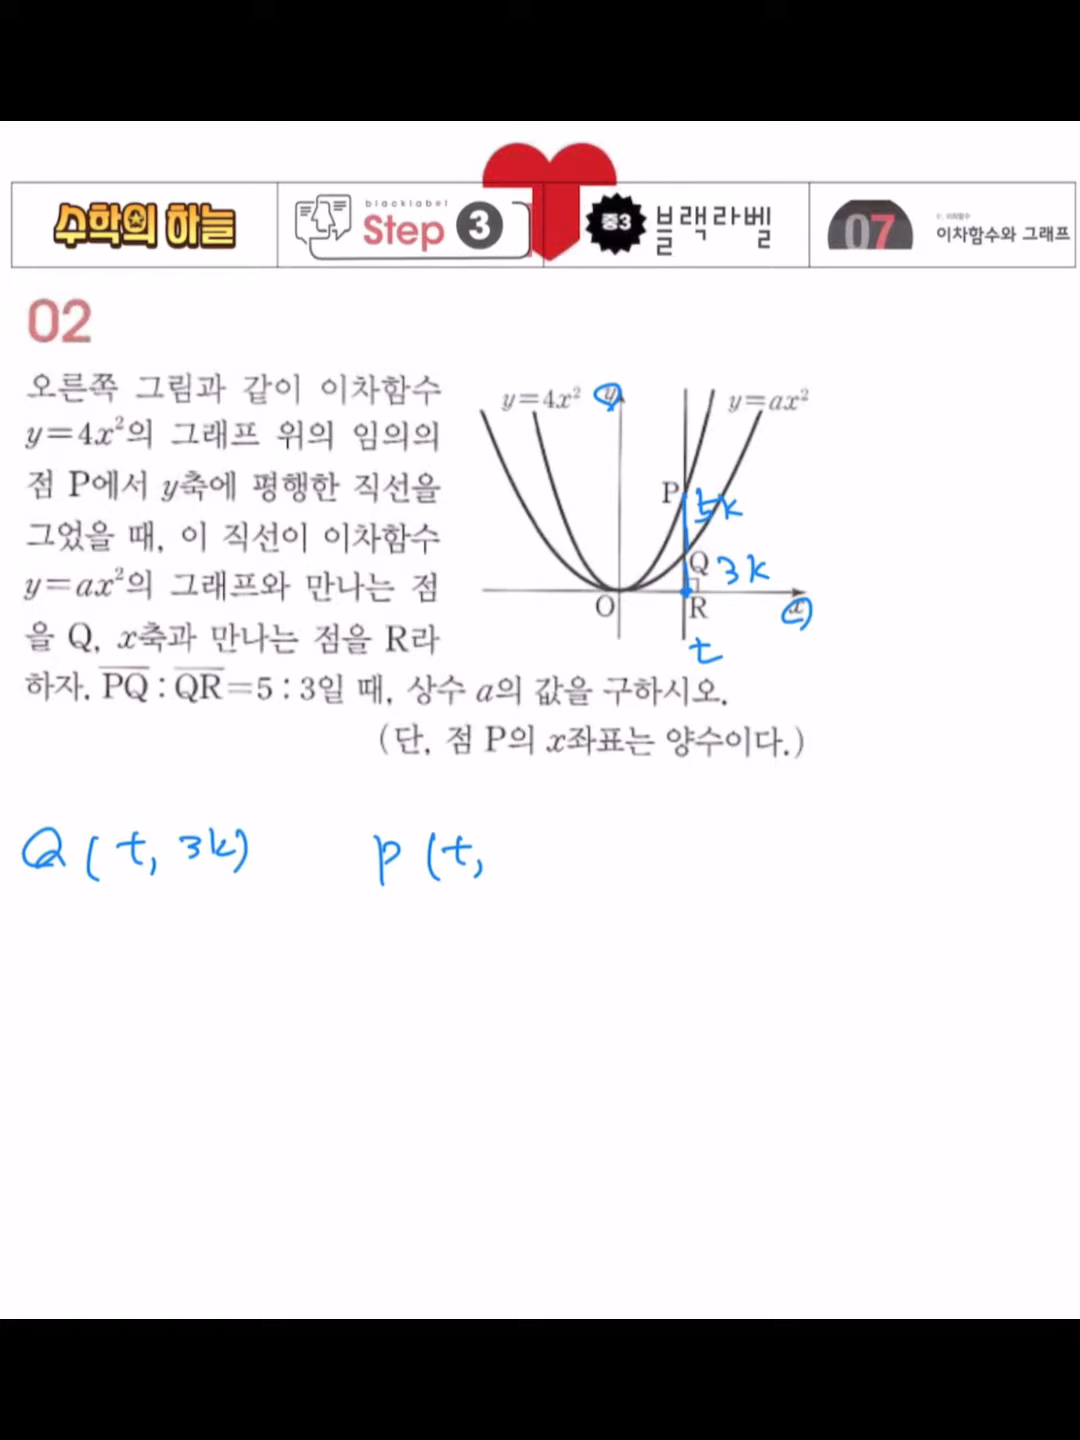 수학의 하늘
blacklabel
Step 3
중3 블랙라벨
07
이차함수와 그래프
02
오른쪽 그림과 같이 이차함수
y=4x²의 그래프 위의 임의의
점 P에서 y축에 평행한 직선을
그었을 때, 이 직선이 이차함수
y=ax²의 그래프와 만나는 점
을 Q, x축과 만나는 점을 R라
하자. PQ : QR=5 : 3일 때, 상수 a의 값을 구하시오.
(단, 점 P의 x좌표는 양수이다.)
y=4x² y y=ax²
P 5k
Q 3k
O R x
t
Q(t, 3k) P(t,